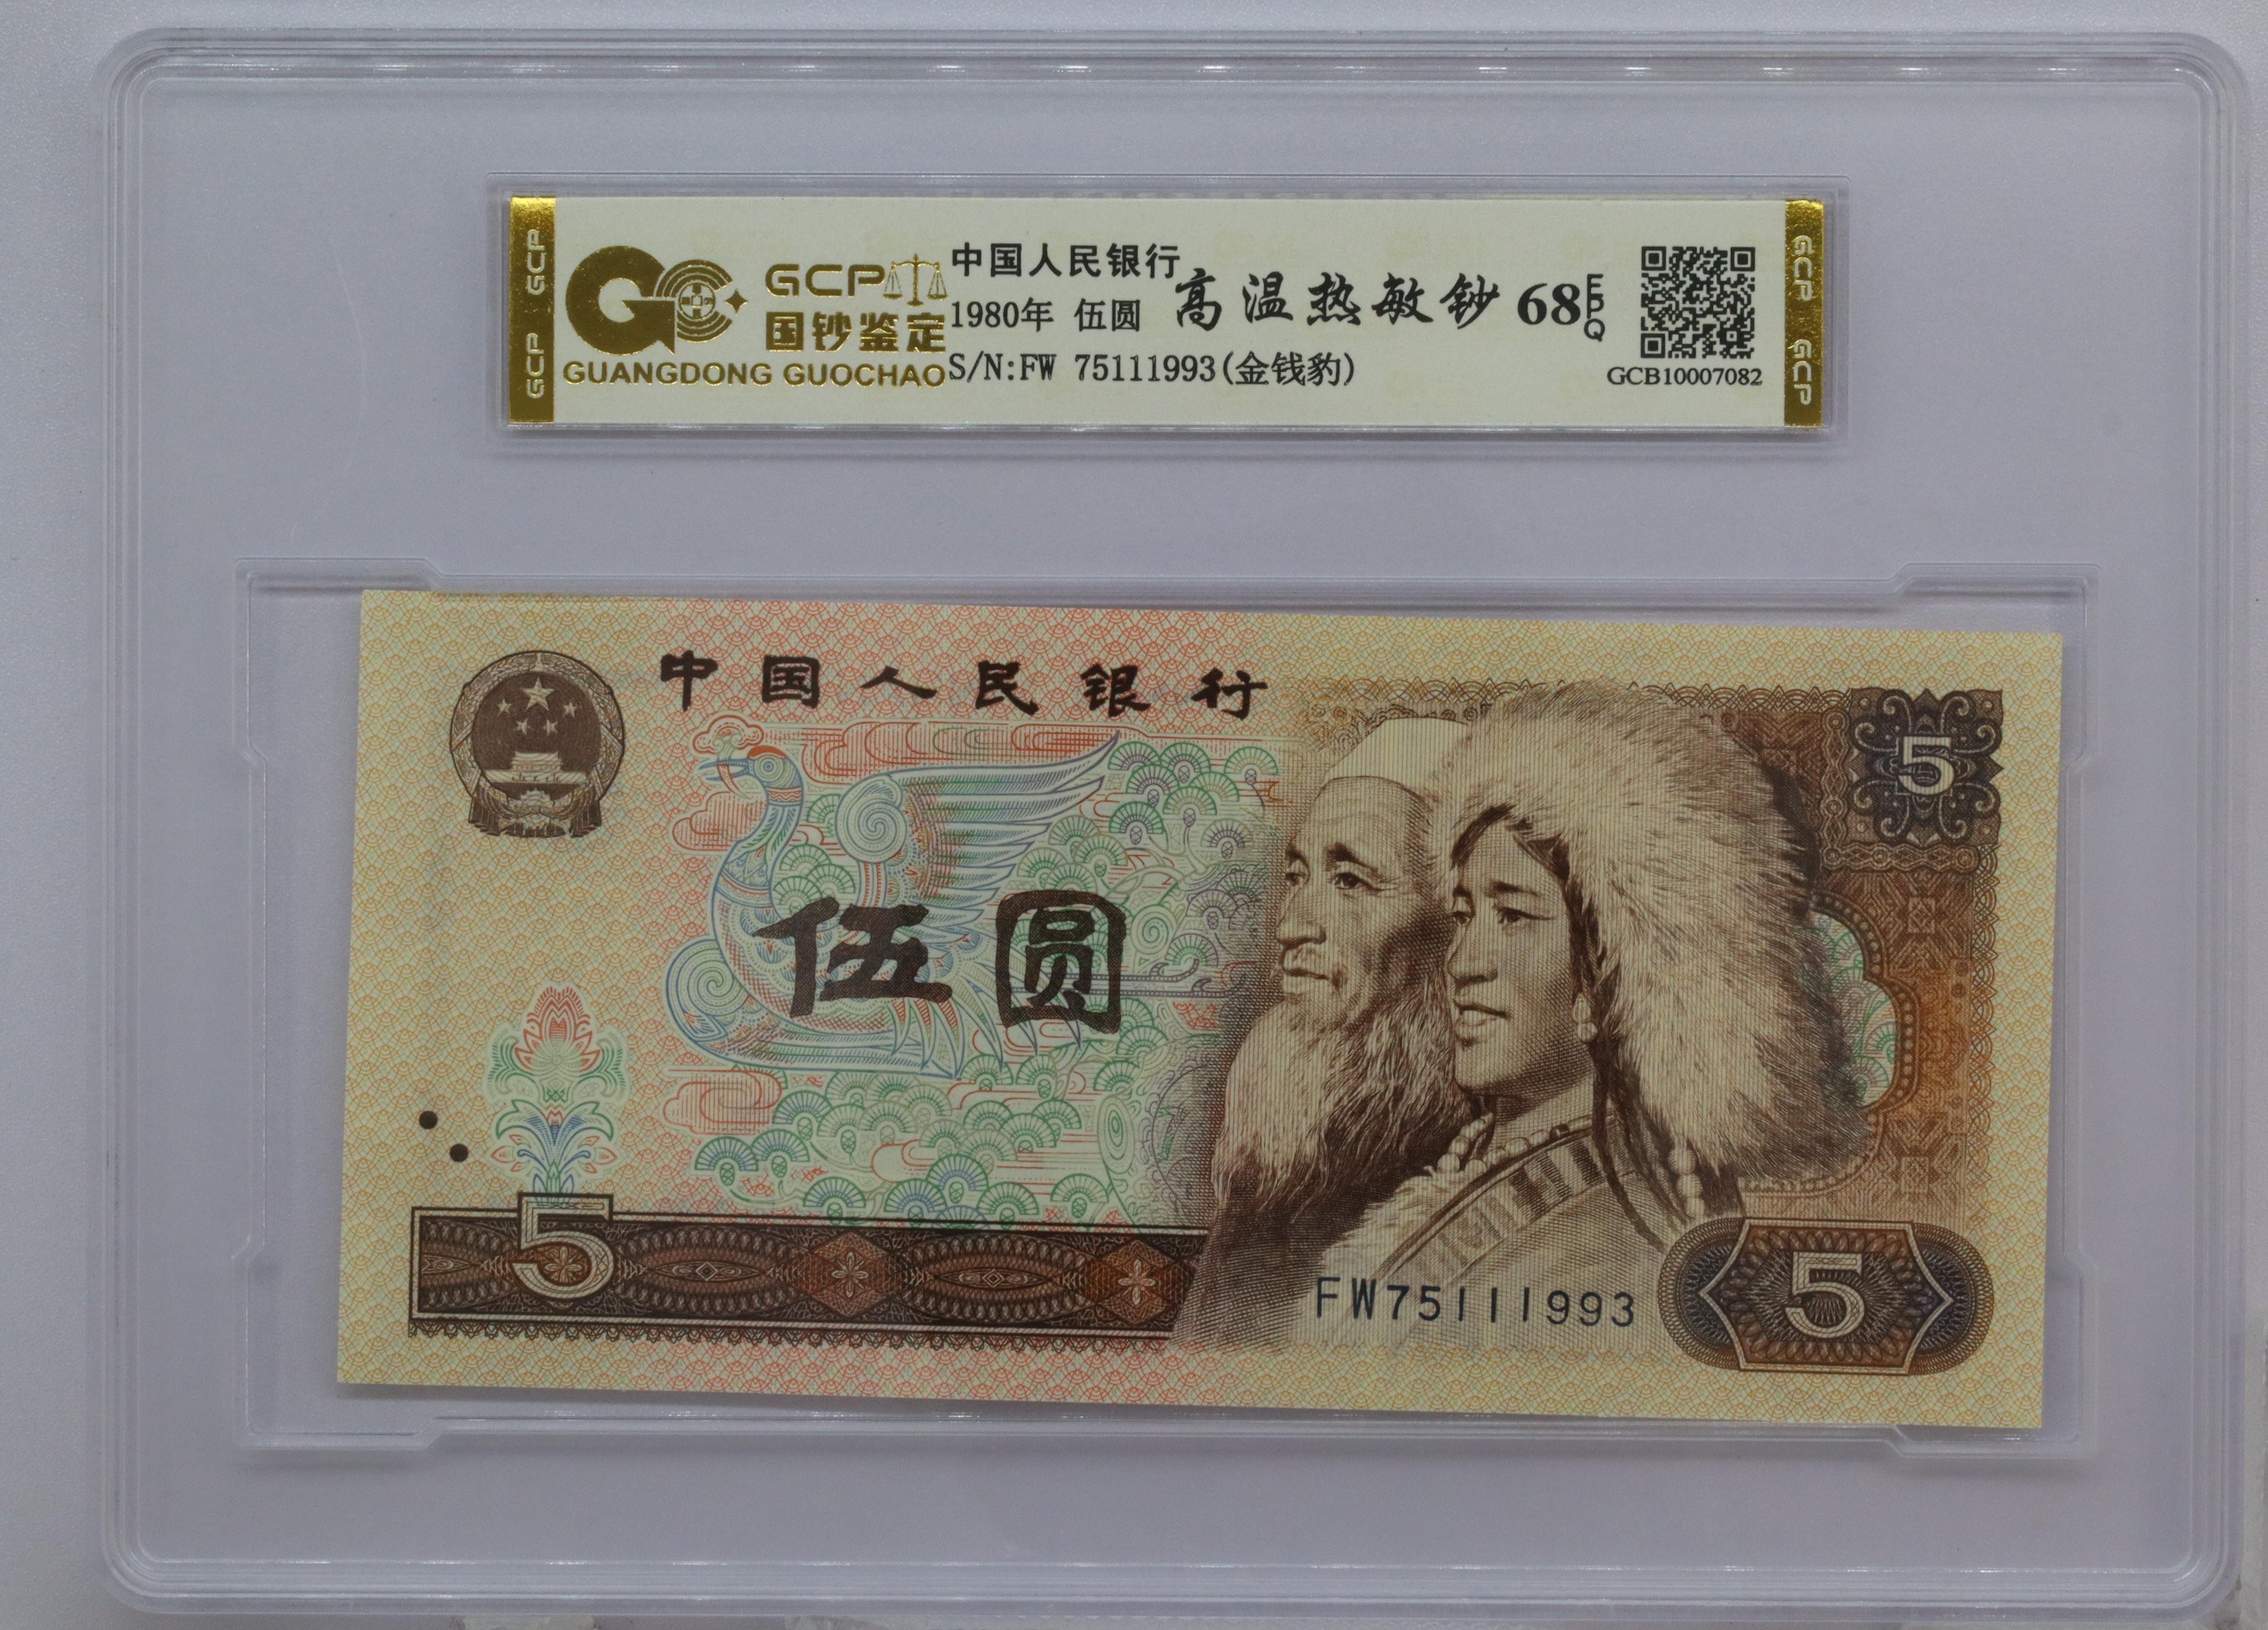 GCP GCP
GCP
国钞鉴定
GUANGDONG GUOCHAO
中国人民银行
1980年 伍圆
S/N:FW 75111993(金钱豹)
高温热敏钞 68 EPQ
GCB10007082
GCP GCP
中国人民银行
5
伍圆
5
FW75111993
5